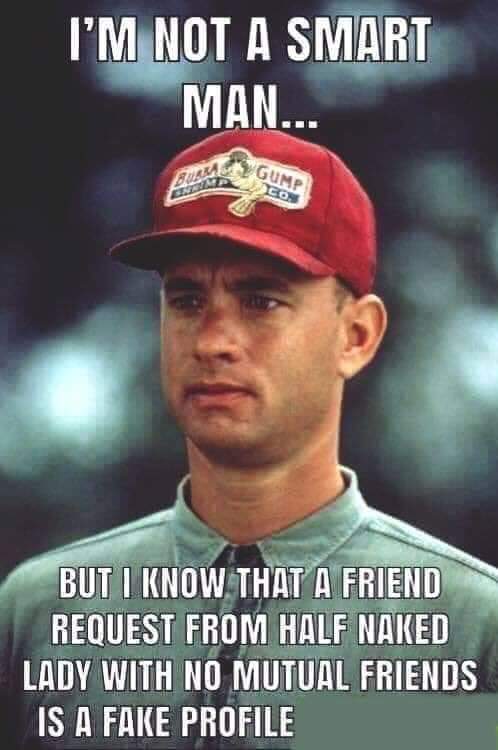 I'M NOT A SMART
MAN...
BUBBA GUMP
SHRIMP CO.
BUT I KNOW THAT A FRIEND
REQUEST FROM HALF NAKED
LADY WITH NO MUTUAL FRIENDS
IS A FAKE PROFILE